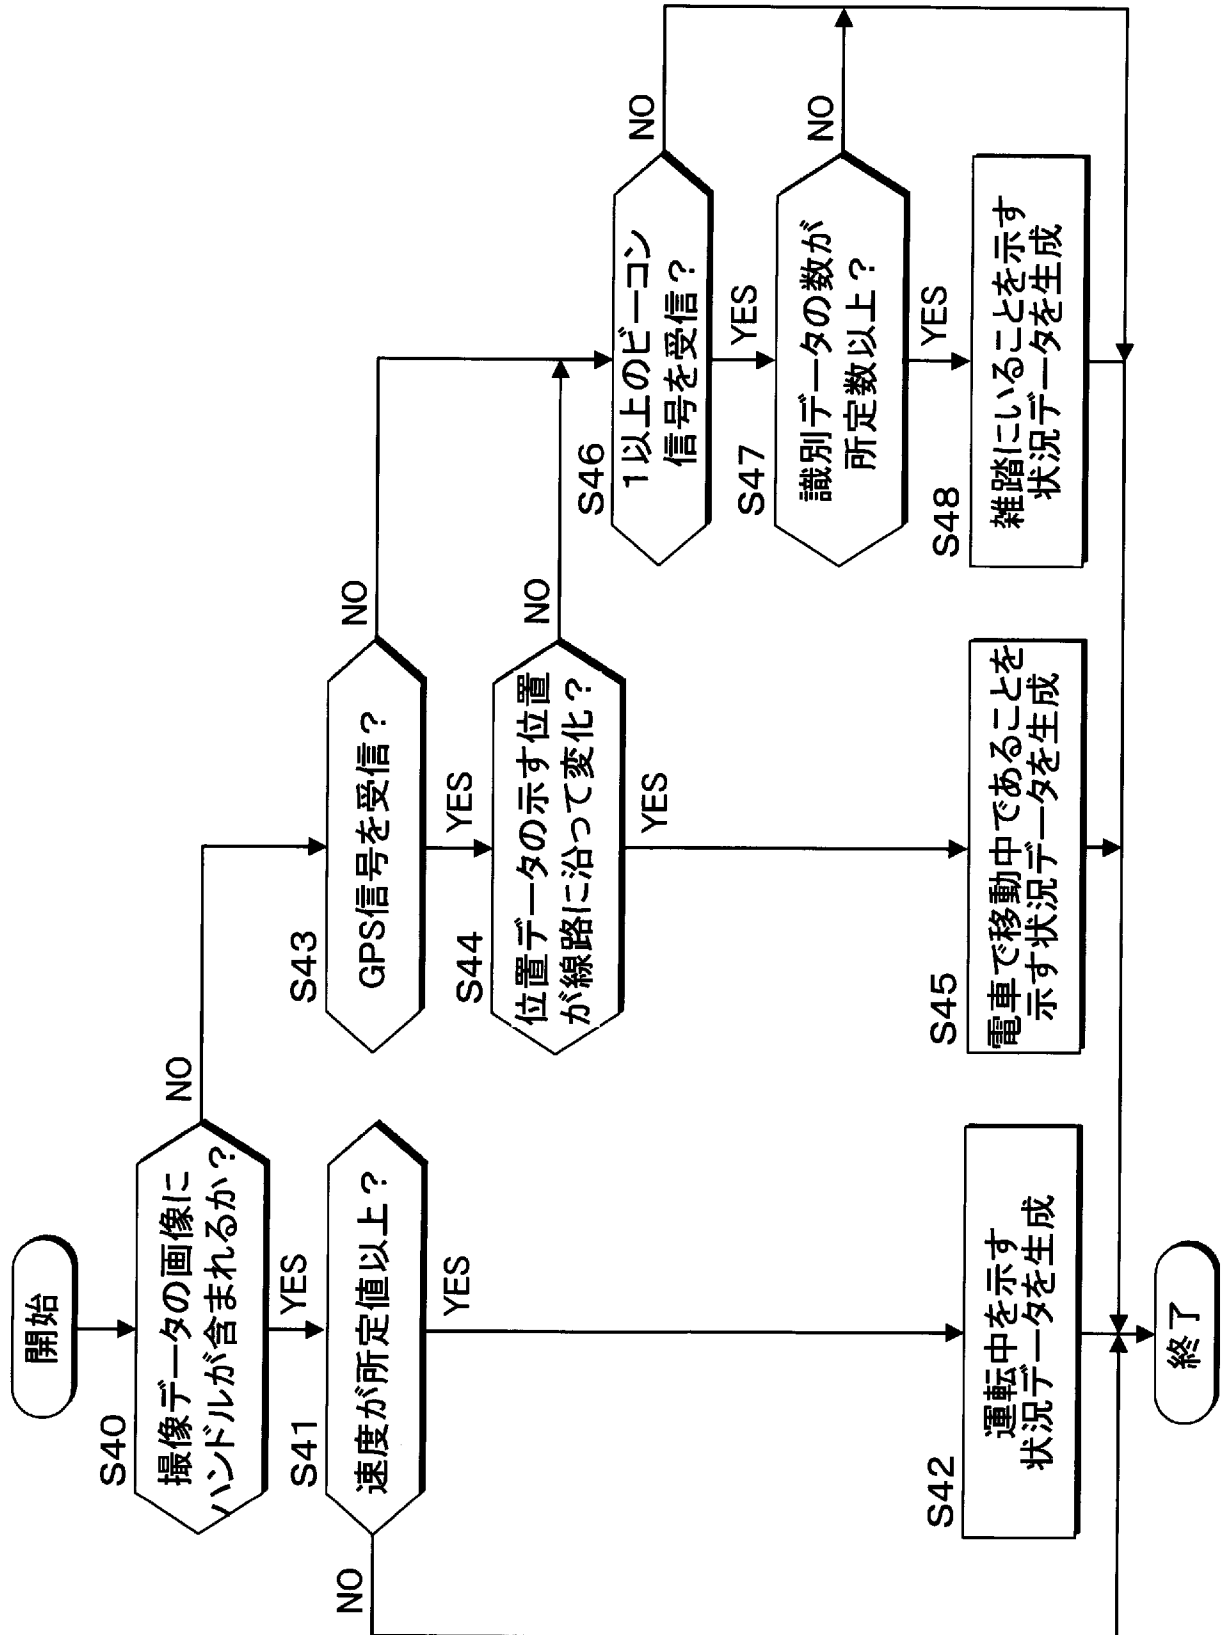 開始
S40
撮像データの画像に
ハンドルが含まれるか？
NO
YES
S41
速度が所定値以上？
NO
YES
S42
運転中を示す
状況データを生成
S43
GPS信号を受信？
NO
YES
S44
位置データの示す位置
が線路に沿って変化？
NO
YES
S45
電車で移動中であることを
示す状況データを生成
S46
1以上のビーコン
信号を受信？
NO
YES
S47
識別データの数が
所定数以上？
NO
YES
S48
雑踏にいることを示す
状況データを生成
終了